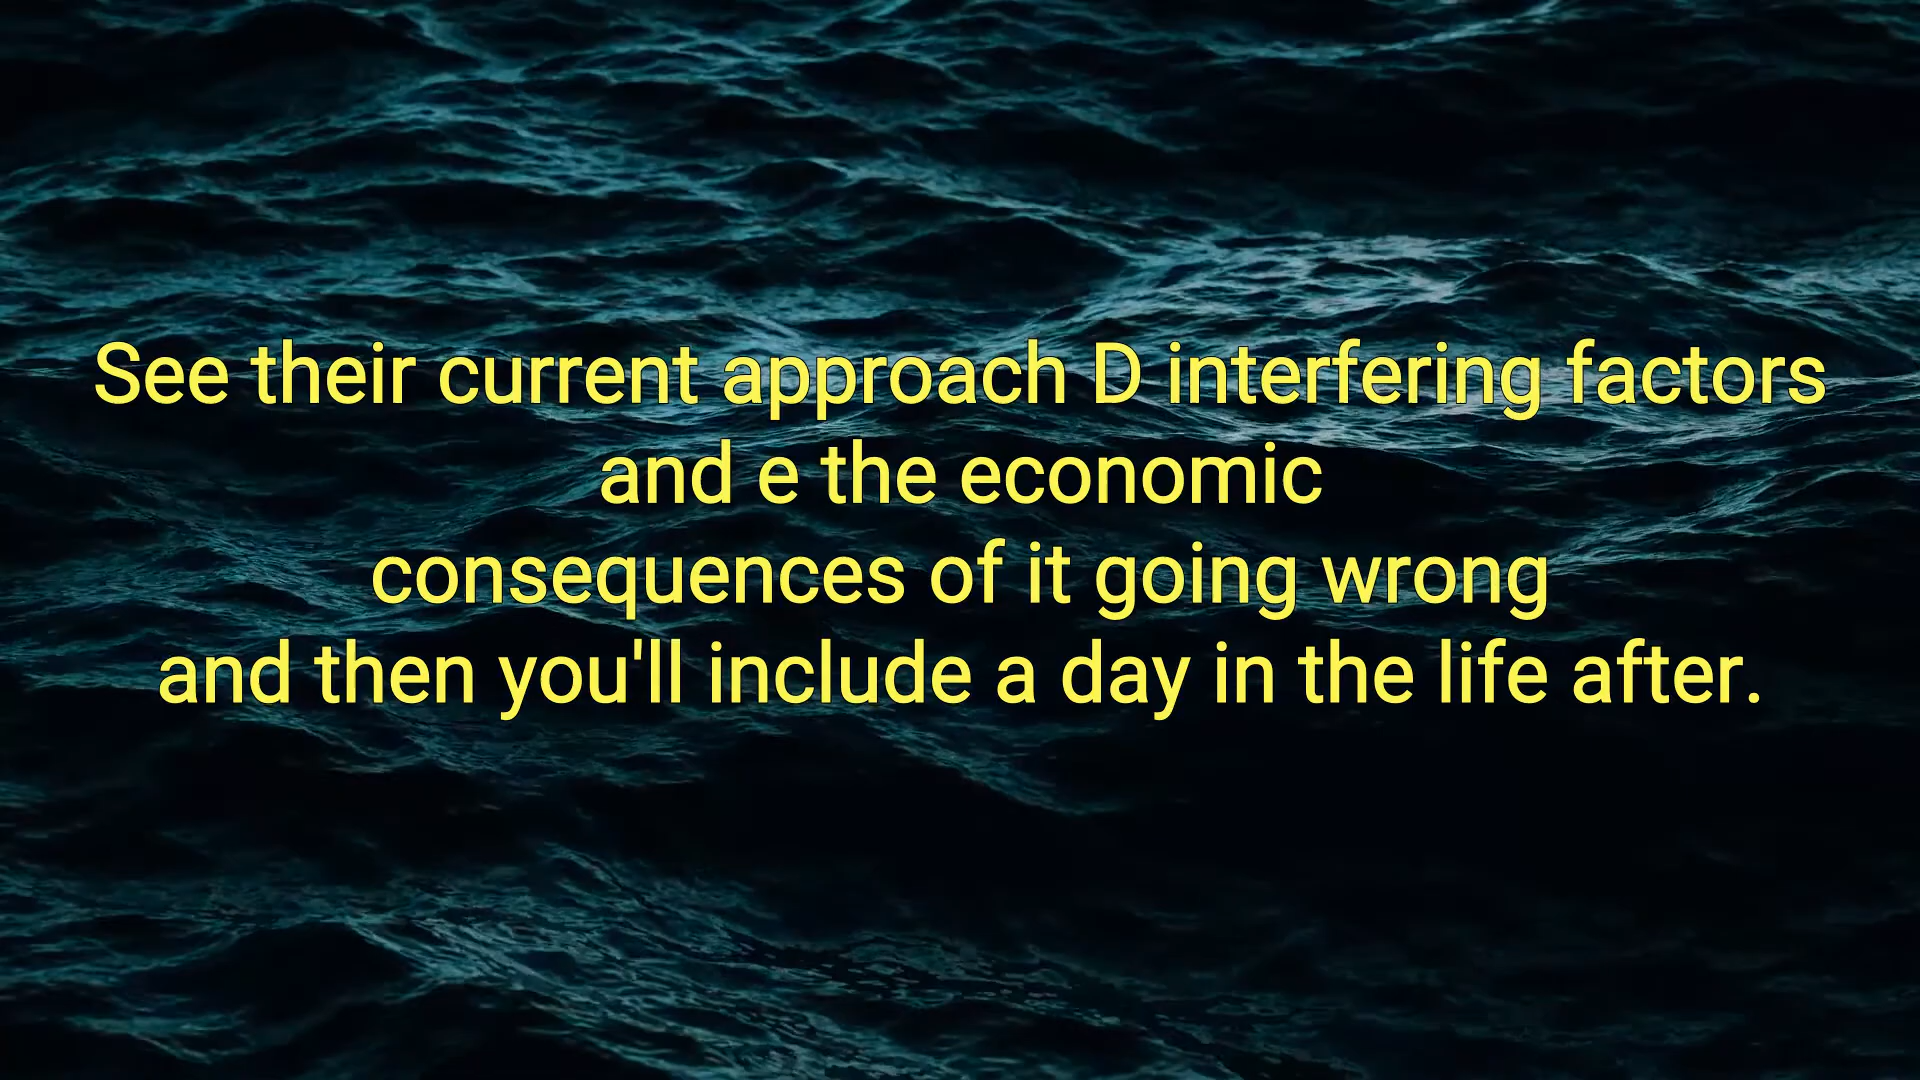 See their current approach D interfering factors
and e the economic
consequences of it going wrong
and then you'll include a day in the life after.